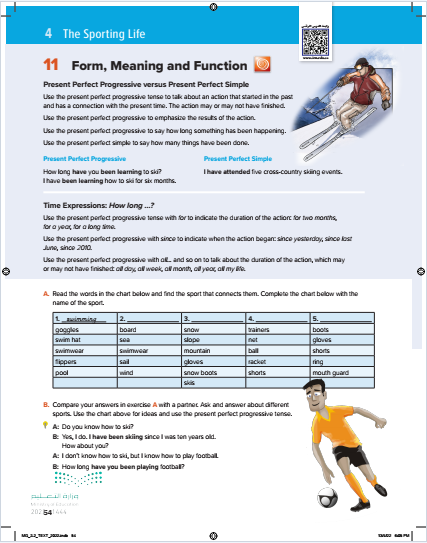 4 The Sporting Life
www.ien.edu.sa
11 Form, Meaning and Function
Present Perfect Progressive versus Present Perfect Simple
Use the present perfect progressive tense to talk about an action that started in the past
and has a connection with the present time. The action may or may not have finished.
Use the present perfect progressive to emphasize the results of the action.
Use the present perfect progressive to say how long something has been happening.
Use the present perfect simple to say how many things have been done.
Present Perfect Progressive
Present Perfect Simple
How long have you been learning to ski?
I have attended five cross-country skiing events.
I have been learning how to ski for six months.
Time Expressions: How long ...?
Use the present perfect progressive tense with for to indicate the duration of the action: for two months,
for a year, for a long time.
Use the present perfect progressive with since to indicate when the action began: since yesterday, since last
June, since 2010.
Use the present perfect progressive with all... and so on to talk about the duration of the action, which may
or may not have finished: all day, all week, all month, all year, all my life.
A. Read the words in the chart below and find the sport that connects them. Complete the chart below with the
name of the sport.
1. swimming 2. 3. 4. 5.
goggles board snow trainers boots
swim hat sea slope net gloves
swimwear swimwear mountain ball shorts
flippers sail gloves racket ring
pool wind snow boots shorts mouth guard
skis
B. Compare your answers in exercise A with a partner. Ask and answer about different
sports. Use the chart above for ideas and use the present perfect progressive tense.
A: Do you know how to ski?
B: Yes, I do. I have been skiing since I was ten years old.
How about you?
A: I don't know how to ski, but I know how to play football.
B: How long have you been playing football?
وزارة التعليم
Ministry of Education
54
2022 - 1444